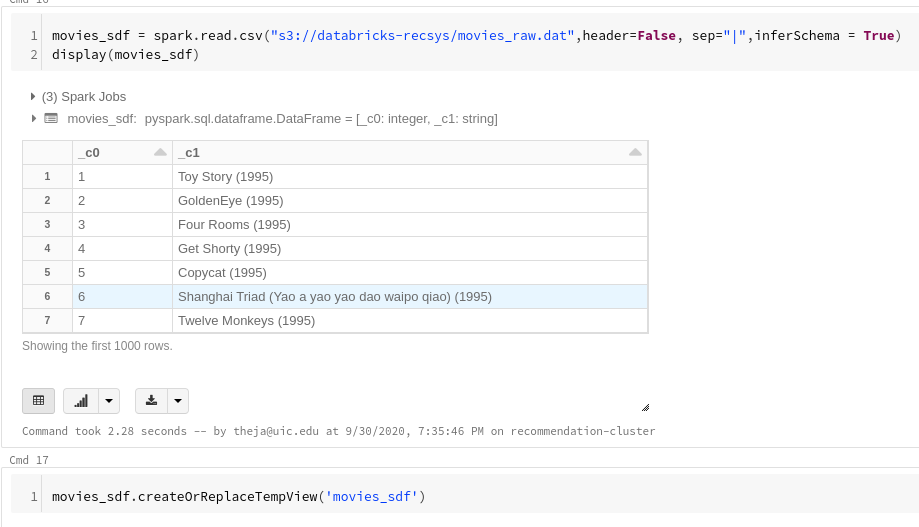 Cmd 16
1 movies_sdf = spark.read.csv("s3://databricks-recsys/movies_raw.dat",header=False, sep="|",inferSchema = True)
2 display(movies_sdf)
(3) Spark Jobs
movies_sdf: pyspark.sql.dataframe.DataFrame = [_c0: integer, _c1: string]
_c0 _c1
1 1 Toy Story (1995)
2 2 GoldenEye (1995)
3 3 Four Rooms (1995)
4 4 Get Shorty (1995)
5 5 Copycat (1995)
6 6 Shanghai Triad (Yao a yao yao dao waipo qiao) (1995)
7 7 Twelve Monkeys (1995)
Showing the first 1000 rows.
Command took 2.28 seconds -- by theja@uic.edu at 9/30/2020, 7:35:46 PM on recommendation-cluster
Cmd 17
1 movies_sdf.createOrReplaceTempView('movies_sdf')